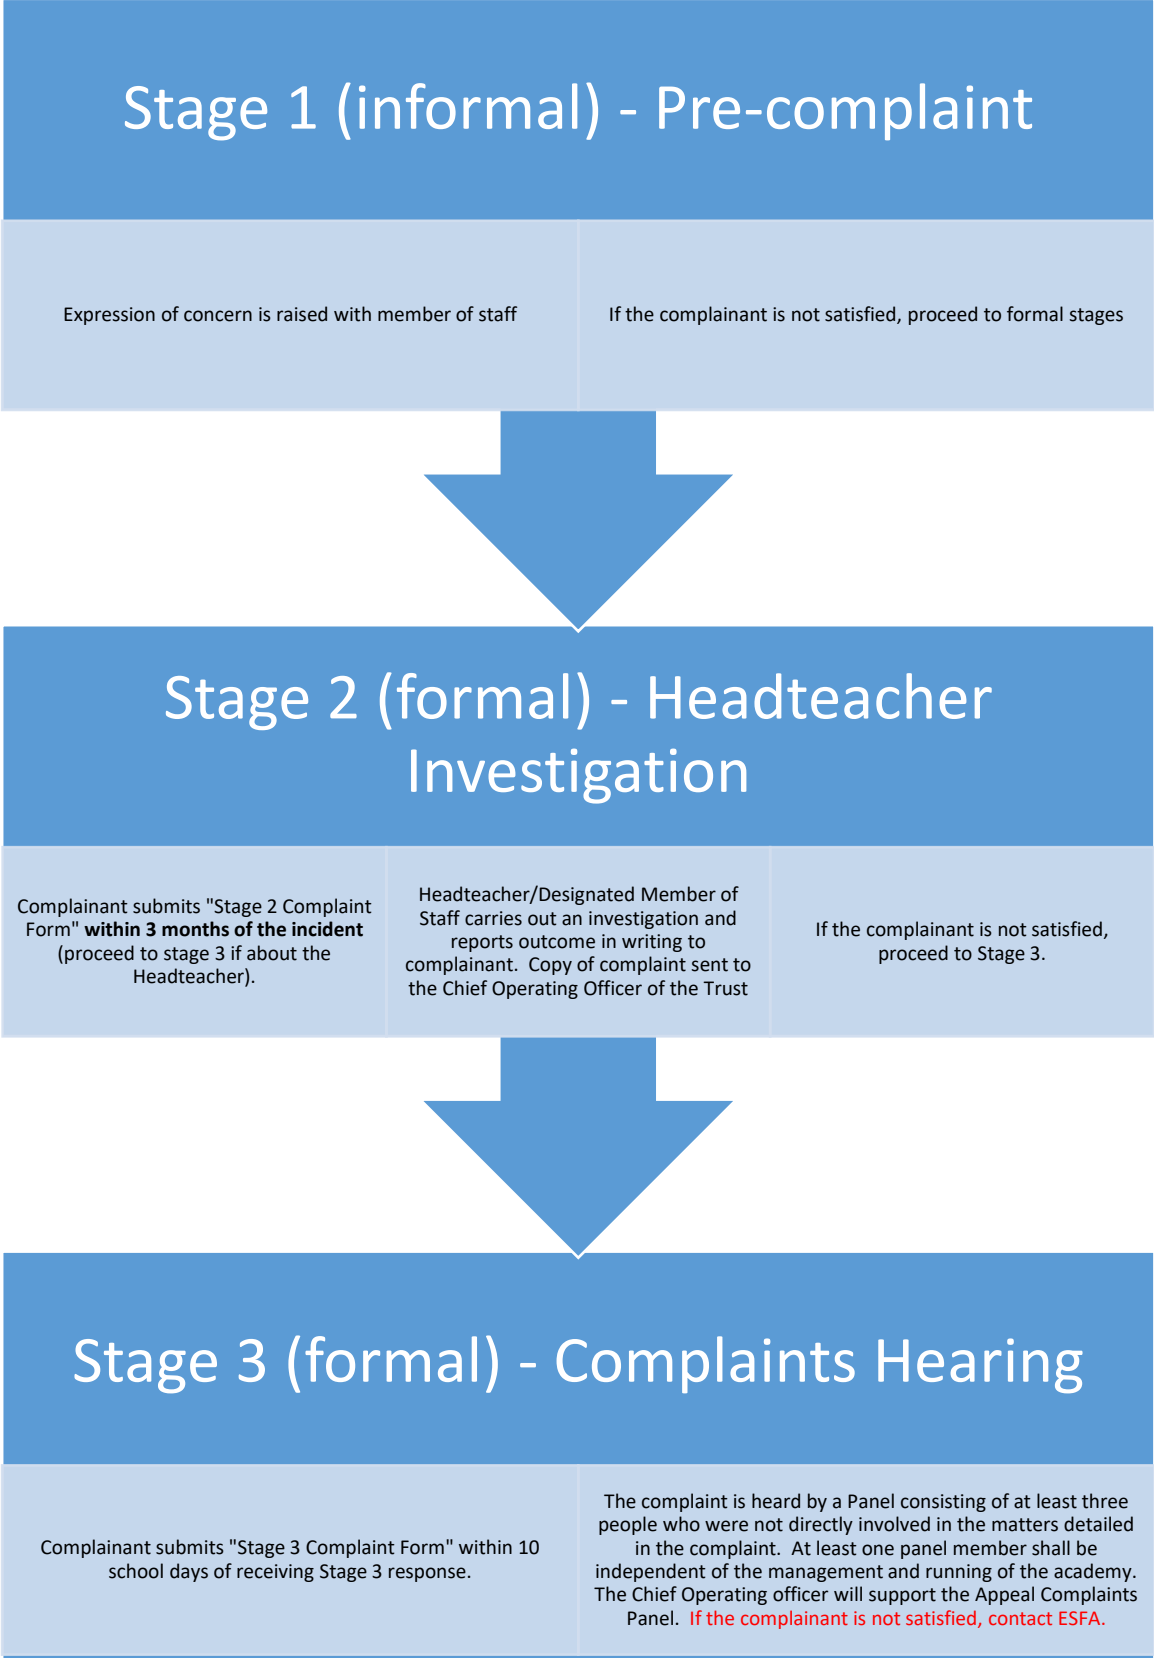 Stage 1 (informal) - Pre-complaint
Expression of concern is raised with member of staff
If the complainant is not satisfied, proceed to formal stages
Stage 2 (formal) - Headteacher
Investigation
Complainant submits "Stage 2 Complaint
Form" within 3 months of the incident
(proceed to stage 3 if about the
Headteacher).
Headteacher/Designated Member of
Staff carries out an investigation and
reports outcome in writing to
complainant.  Copy of complaint sent to
the Chief Operating Officer of the Trust
If the complainant is not satisfied,
proceed to Stage 3.
Stage 3 (formal) - Complaints Hearing
Complainant submits "Stage 3 Complaint Form" within 10
school days of receiving Stage 3 response.
The complaint is heard by a Panel consisting of at least three
people who were not directly involved in the matters detailed
in the complaint.  At least one panel member shall be
independent of the management and running of the academy.
The Chief Operating officer will support the Appeal Complaints
Panel.  If the complainant is not satisfied, contact ESFA.